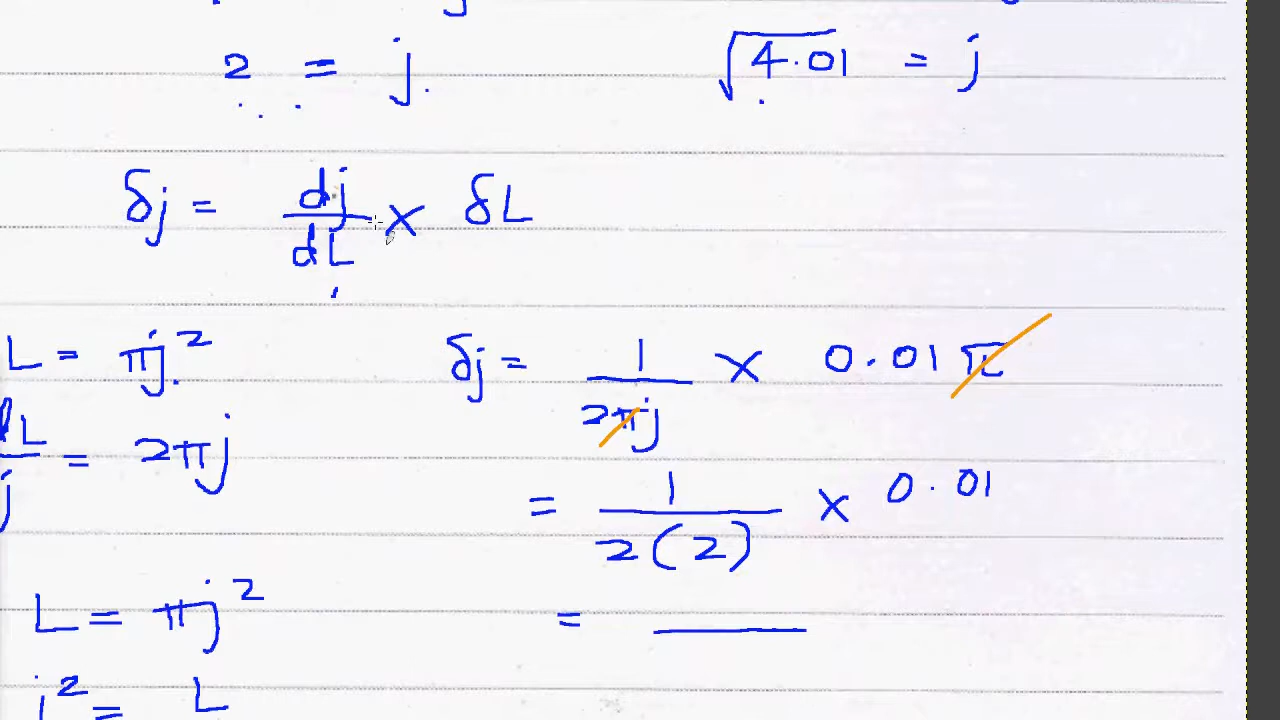 2 = j
√4.01 = j
δj = dj/dL × δL
L = πj²
δj = 1/2πj × 0.01π
dL/j = 2πj
= 1/2(2) × 0.01
L = πj²
=
j² = L